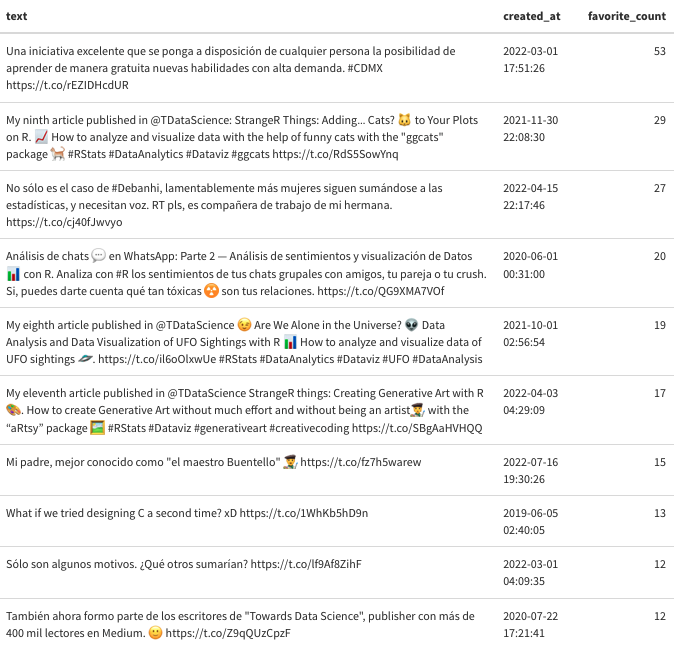 text created_at favorite_count
Una iniciativa excelente que se ponga a disposición de cualquier persona la posibilidad de 2022-03-01 53
aprender de manera gratuita nuevas habilidades con alta demanda. #CDMX 17:51:26
https://t.co/rEZIDHcdUR
My ninth article published in @TDataScience: StrangeR Things: Adding... Cats? 🐱 to Your Plots 2021-11-30 29
on R. 📈 How to analyze and visualize data with the help of funny cats with the "ggcats" 22:08:30
package 🐈 #RStats #DataAnalytics #Dataviz #ggcats https://t.co/RdS5SowYnq
No sólo es el caso de #Debanhi, lamentablemente más mujeres siguen sumándose a las 2022-04-15 27
estadísticas, y necesitan voz. RT pls, es compañera de trabajo de mi hermana. 22:17:46
https://t.co/cj40fJwvyo
Análisis de chats 💬 en WhatsApp: Parte 2 — Análisis de sentimientos y visualización de Datos 2020-06-01 20
📊 con R. Analiza con #R los sentimientos de tus chats grupales con amigos, tu pareja o tu crush. 00:31:00
Si, puedes darte cuenta qué tan tóxicas ☢️ son tus relaciones. https://t.co/QG9XMA7VOf
My eighth article published in @TDataScience 😉 Are We Alone in the Universe? 👽 Data 2021-10-01 19
Analysis and Data Visualization of UFO Sightings with R 📊 How to analyze and visualize data of 02:56:54
UFO sightings 🛸. https://t.co/il6oOlxwUe #RStats #DataAnalytics #Dataviz #UFO #DataAnalysis
My eleventh article published in @TDataScience StrangeR things: Creating Generative Art with R 2022-04-03 17
🎨. How to create Generative Art without much effort and without being an artist👨‍🎨 with the 04:29:09
“aRtsy” package 🖼️ #RStats #Dataviz #generativeart #creativecoding https://t.co/SBgAaHVHQQ
Mi padre, mejor conocido como "el maestro Buentello" 👨‍🎨 https://t.co/fz7h5warew 2022-07-16 15
19:30:26
What if we tried designing C a second time? xD https://t.co/1WhKb5hD9n 2019-06-05 13
02:40:05
Sólo son algunos motivos. ¿Qué otros sumarían? https://t.co/lf9Af8ZihF 2022-03-01 12
04:09:35
También ahora formo parte de los escritores de "Towards Data Science", publisher con más de 2020-07-22 12
400 mil lectores en Medium. 🙂 https://t.co/Z9qQUzCpzF 17:21:41